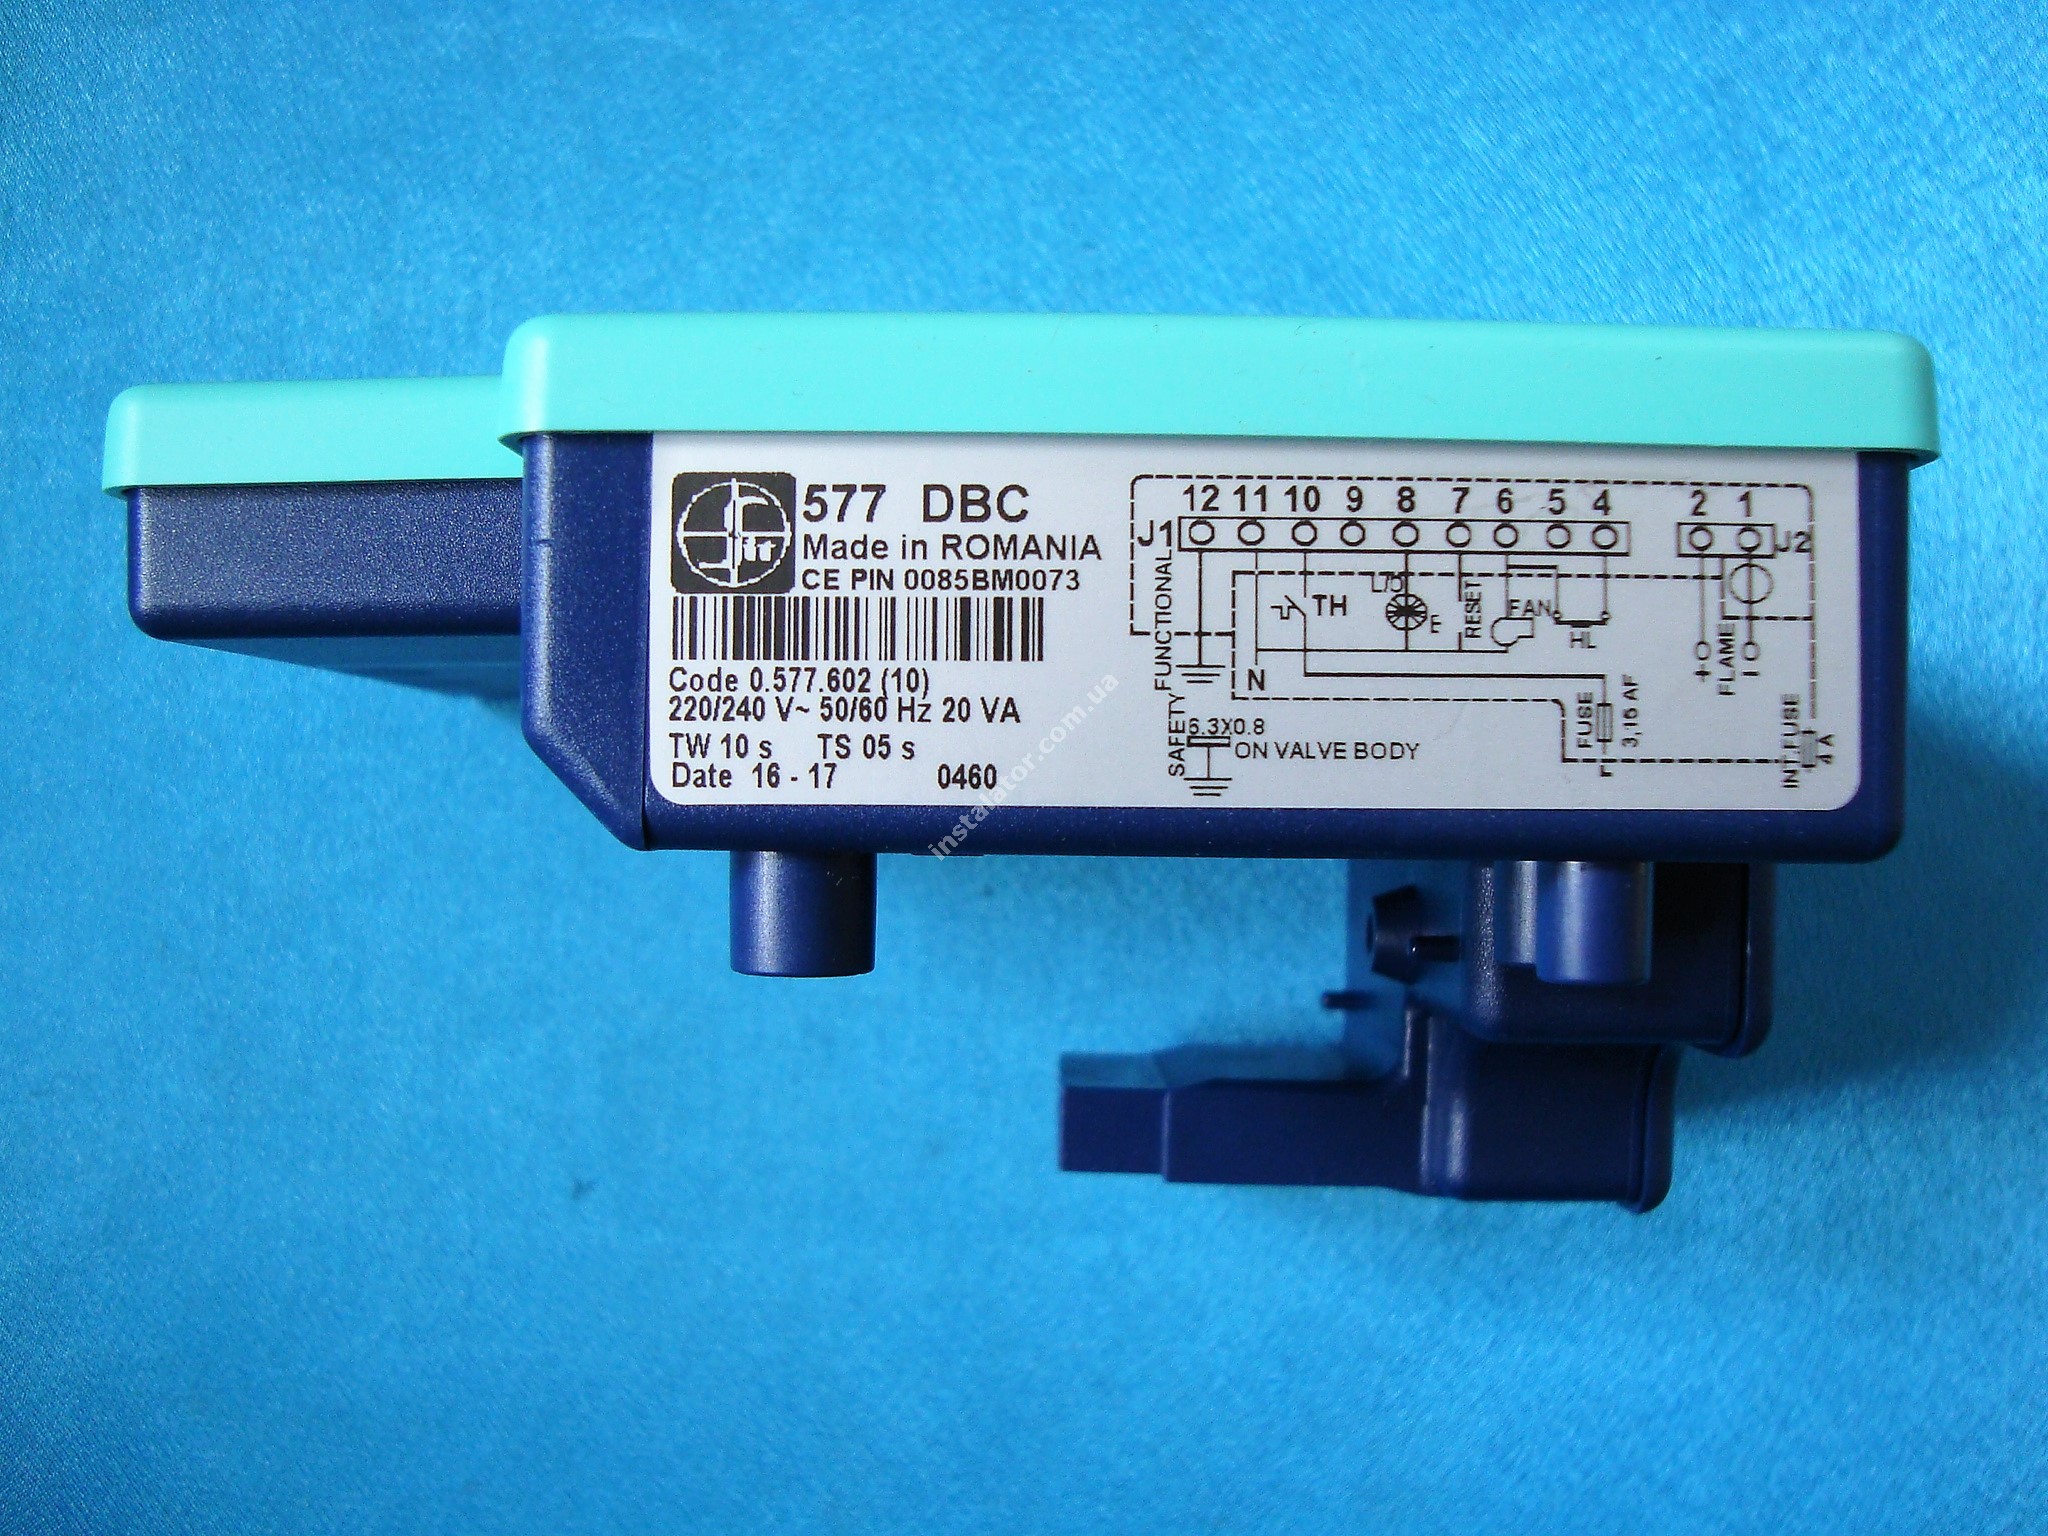 Sit
577 DBC
Made in ROMANIA
CE PIN 0085BM0073
Code 0.577.602 (10)
220/240 V~ 50/60 Hz 20 VA
TW 10 s TS 05 s
Date 16 - 17 0460
12 11 10 9 8 7 6 5 4 2 1
J1 J2
TH
E
RESET
FAN
HL
N
FLAME
SAFETY FUNCTIONAL
6.3X0.8
ON VALVE BODY
FUSE
3,15 AF
INT.FUSE
4 A
instalator.com.ua